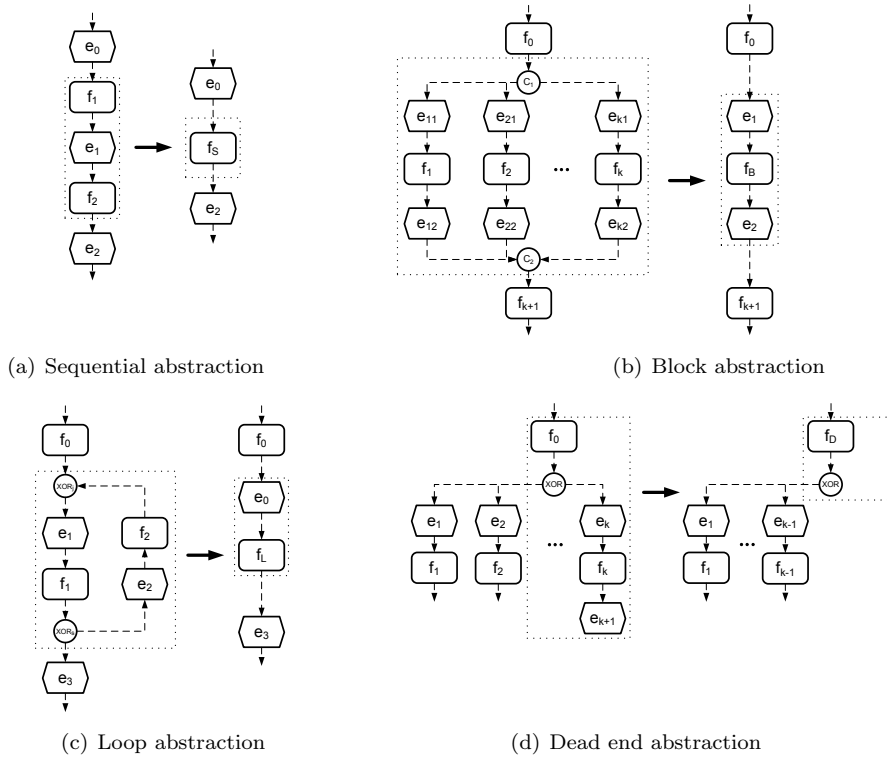 e0
f1
e1
f2
e2
e0
fS
e2
(a) Sequential abstraction
f0
C1
e11 e21 ek1
f1 f2 ... fk
e12 e22 ek2
C2
fk+1
f0
e1
fB
e2
fk+1
(b) Block abstraction
f0
e1
f1
f2
e2
e3
f0
e0
fL
e3
(c) Loop abstraction
f0
XOR
e1 e2 ... ek
f1 f2 fk
ek+1
fD
XOR
e1 ... ek-1
f1 fk-1
(d) Dead end abstraction